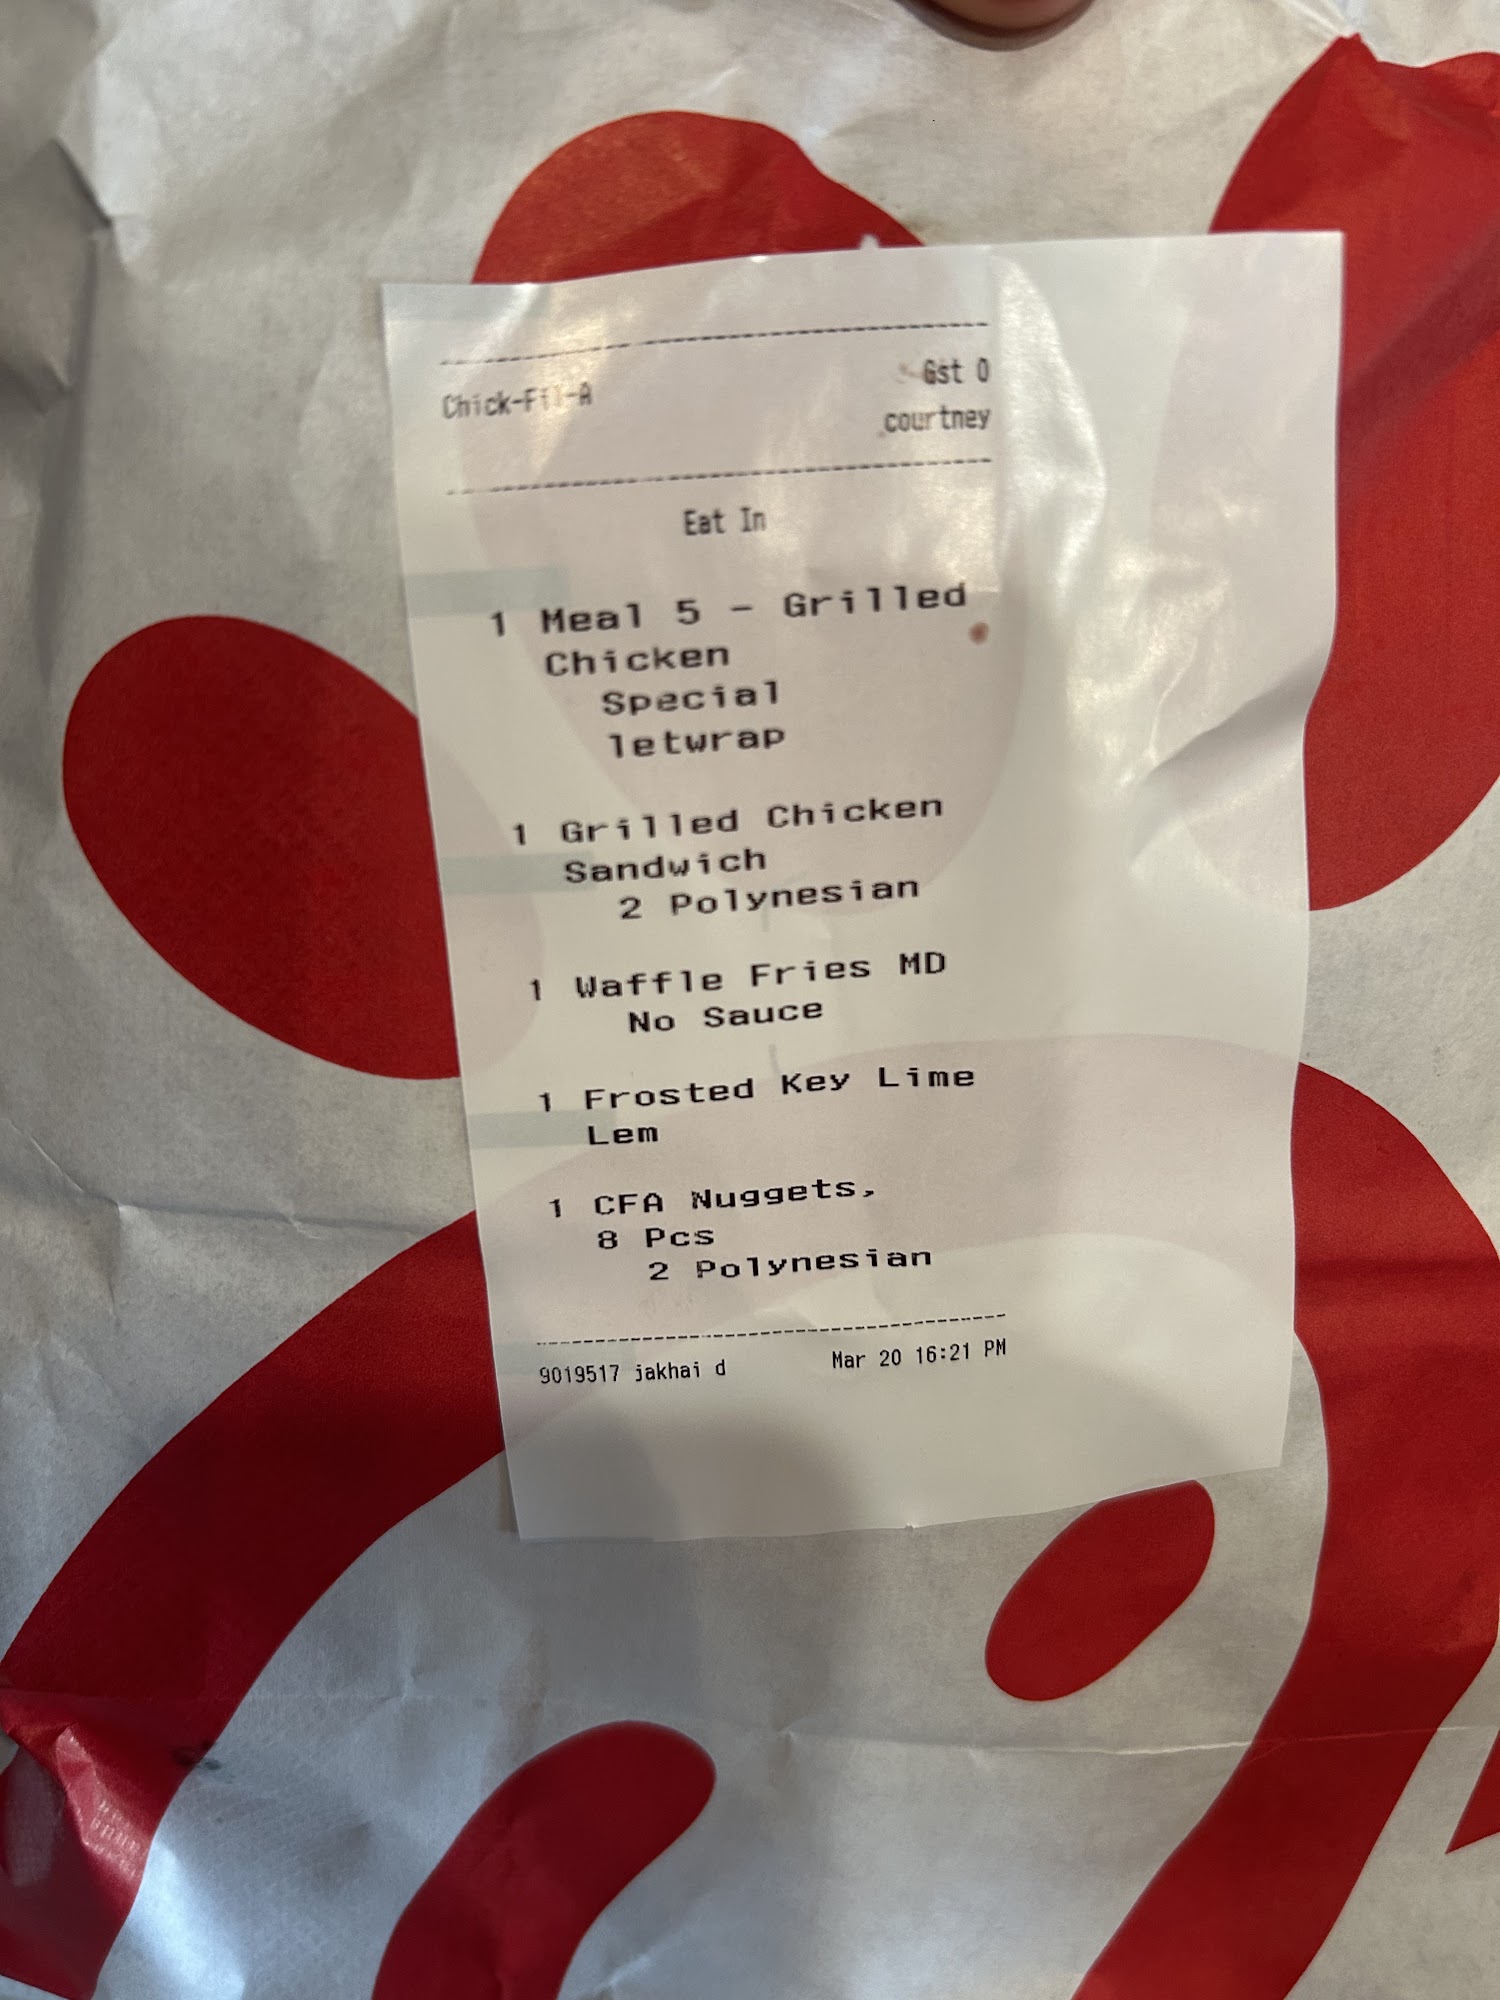 Chick-Fil-A
Gst 0
courtney
Eat In
1 Meal 5 - Grilled
Chicken
Special
letwrap
1 Grilled Chicken
Sandwich
2 Polynesian
1 Waffle Fries MD
No Sauce
1 Frosted Key Lime
Lem
1 CFA Nuggets,
8 Pcs
2 Polynesian
9019517 jakhai d Mar 20 16:21 PM